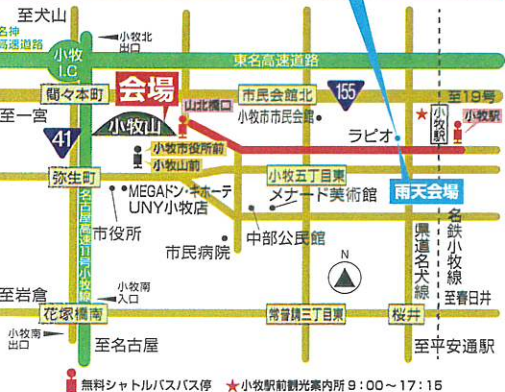 至犬山
名神
高速道路
小牧
I.C
小牧北
出口
東名高速道路
間々本町
会場
山北橋口
市民会館北
155
至19号
至一宮
小牧山
小牧市市民会館
小牧駅
小牧駅
41
小牧市役所前
ラピオ
小牧山前
弥生町
小牧五丁目東
雨天会場
MEGAドン・キホーテ
UNY小牧店
メナード美術館
市役所
中部公民館
市民病院
名古屋高速11号小牧線
県道名犬線
名鉄小牧線
N
至岩倉
小牧南
入口
至春日井
花塚橋南
常普請三丁目東
桜井
小牧南
出口
至名古屋
至平安通駅
無料シャトルバスバス停
★小牧駅前観光案内所 9:00～17:15